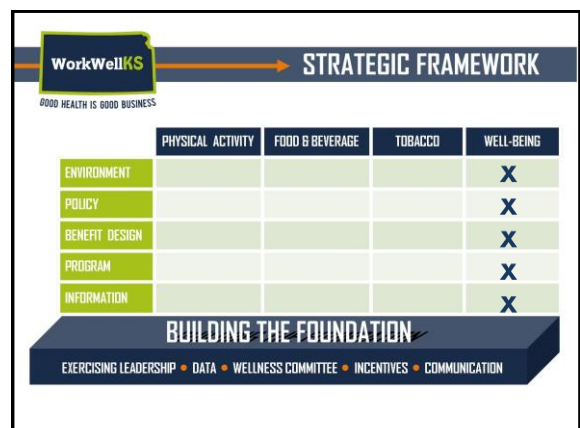 WorkWellKS
STRATEGIC FRAMEWORK
GOOD HEALTH IS GOOD BUSINESS
PHYSICAL ACTIVITY FOOD & BEVERAGE TOBACCO WELL-BEING
ENVIRONMENT X
POLICY X
BENEFIT DESIGN X
PROGRAM X
INFORMATION X
BUILDING THE FOUNDATION
EXERCISING LEADERSHIP • DATA • WELLNESS COMMITTEE • INCENTIVES • COMMUNICATION